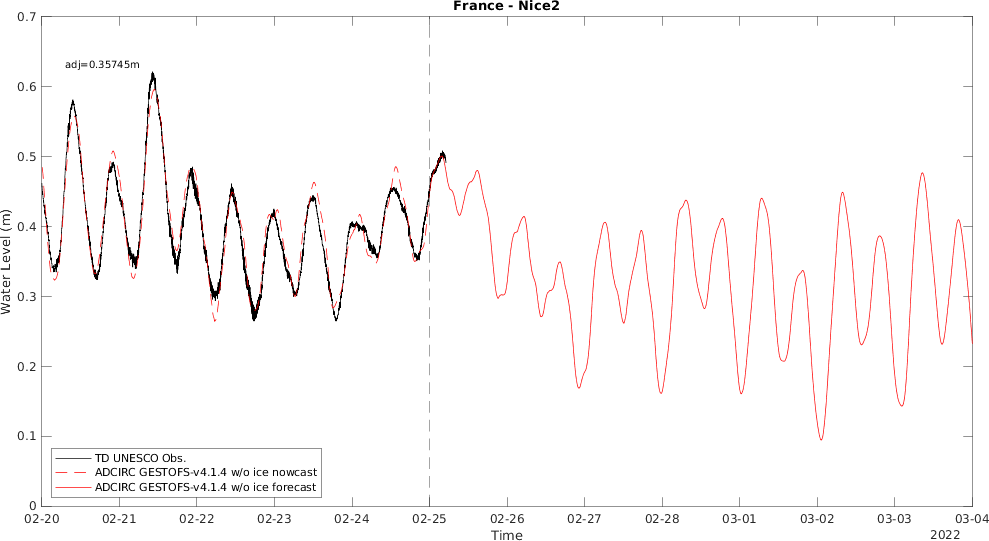 France - Nice2
adj=0.35745m
0.7
0.6
0.5
0.4
0.3
0.2
0.1
0
Water Level (m)
TD UNESCO Obs.
ADCIRC GESTOFS-v4.1.4 w/o ice nowcast
ADCIRC GESTOFS-v4.1.4 w/o ice forecast
02-20 02-21 02-22 02-23 02-24 02-25 02-26 02-27 02-28 03-01 03-02 03-03 03-04
Time
2022